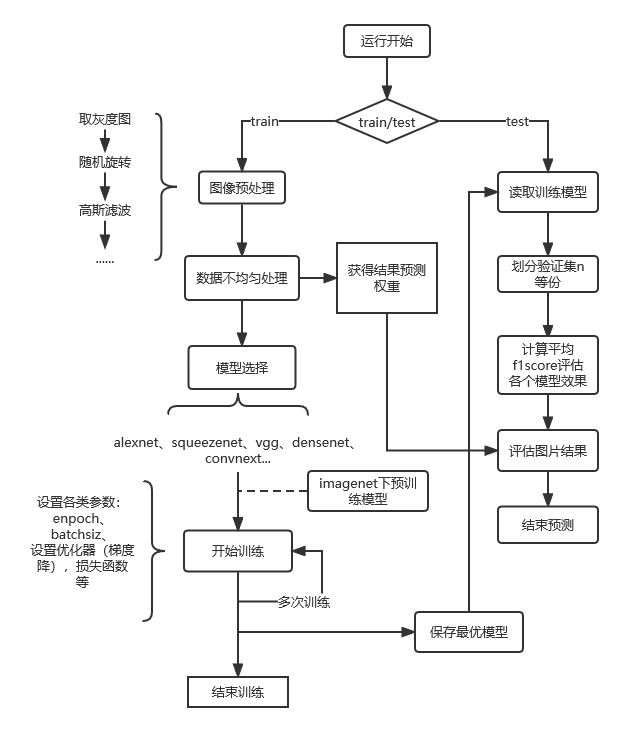 运行开始
train/test
train
test
取灰度图
随机旋转
高斯滤波
......
图像预处理
数据不均匀处理
获得结果预测
权重
模型选择
alexnet、squeezenet、vgg、densenet、
convnext...
imagenet下预训
练模型
设置各类参数：
enpoch、
batchsiz、
设置优化器（梯度
降），损失函数
等
开始训练
多次训练
保存最优模型
结束训练
读取训练模型
划分验证集n
等份
计算平均
f1score评估
各个模型效果
评估图片结果
结束预测